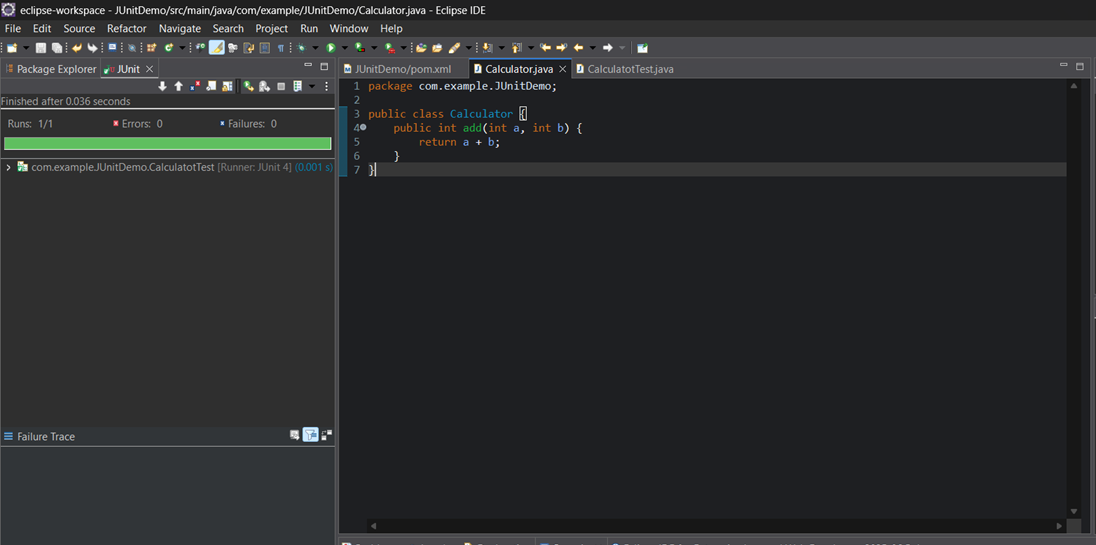 eclipse-workspace - JUnitDemo/src/main/java/com/example/JUnitDemo/Calculator.java - Eclipse IDE
File Edit Source Refactor Navigate Search Project Run Window Help
Package Explorer JUnit
Finished after 0.036 seconds
Runs: 1/1 Errors: 0 Failures: 0
com.example.JUnitDemo.CalculatotTest [Runner: JUnit 4] (0.001 s)
Failure Trace
JUnitDemo/pom.xml Calculator.java CalculatotTest.java
1 package com.example.JUnitDemo;
2
3 public class Calculator {
4 public int add(int a, int b) {
5 return a + b;
6 }
7 }